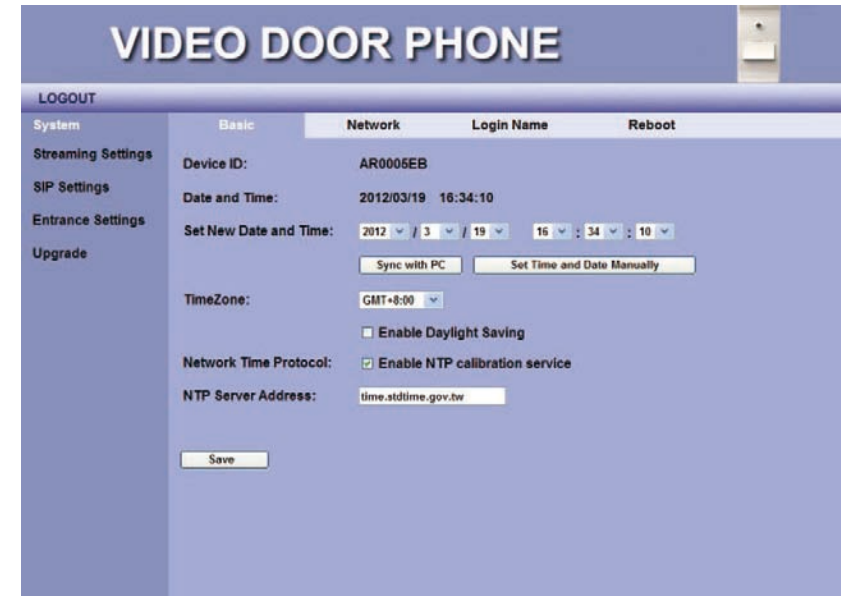 VIDEO DOOR PHONE
LOGOUT
System
Basic Network Login Name Reboot
Streaming Settings
SIP Settings
Entrance Settings
Upgrade
Device ID: AR0005EB
Date and Time: 2012/03/19 16:34:10
Set New Date and Time: 2012 / 3 / 19 16 : 34 : 10
Sync with PC Set Time and Date Manually
TimeZone: GMT+8:00
Enable Daylight Saving
Network Time Protocol: Enable NTP calibration service
NTP Server Address: time.stdtime.gov.tw
Save